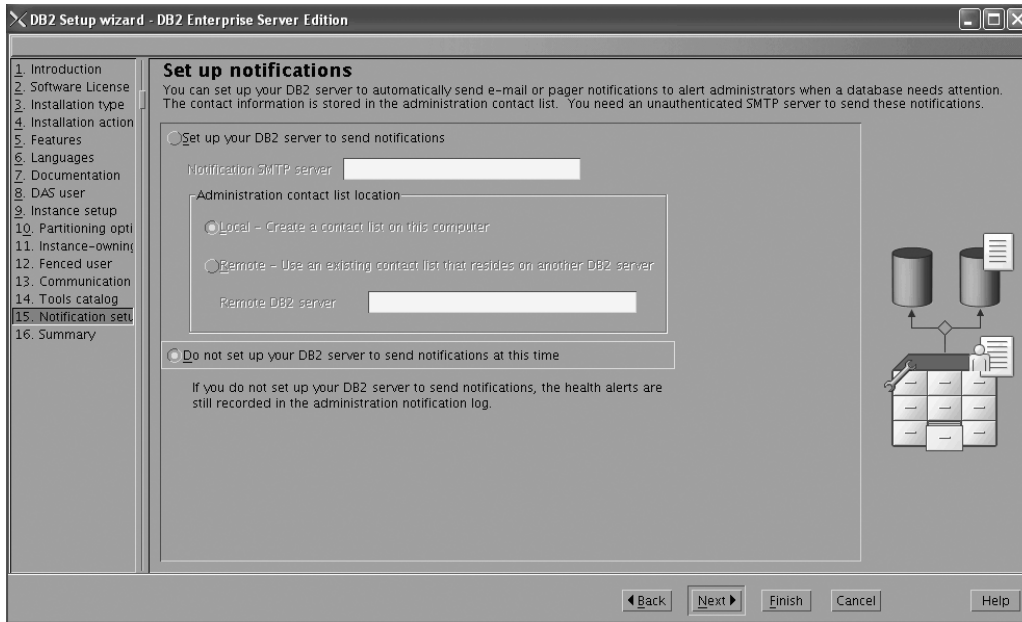 DB2 Setup wizard - DB2 Enterprise Server Edition
1. Introduction
2. Software License
3. Installation type
4. Installation action
5. Features
6. Languages
7. Documentation
8. DAS user
9. Instance setup
10. Partitioning opti
11. Instance-owning
12. Fenced user
13. Communication
14. Tools catalog
15. Notification setu
16. Summary
Set up notifications
You can set up your DB2 server to automatically send e-mail or pager notifications to alert administrators when a database needs attention.
The contact information is stored in the administration contact list. You need an unauthenticated SMTP server to send these notifications.
Set up your DB2 server to send notifications
Notification SMTP server
Administration contact list location
Local - Create a contact list on this computer
Remote - Use an existing contact list that resides on another DB2 server
Remote DB2 server
Do not set up your DB2 server to send notifications at this time
If you do not set up your DB2 server to send notifications, the health alerts are
still recorded in the administration notification log.
Back
Next
Finish
Cancel
Help